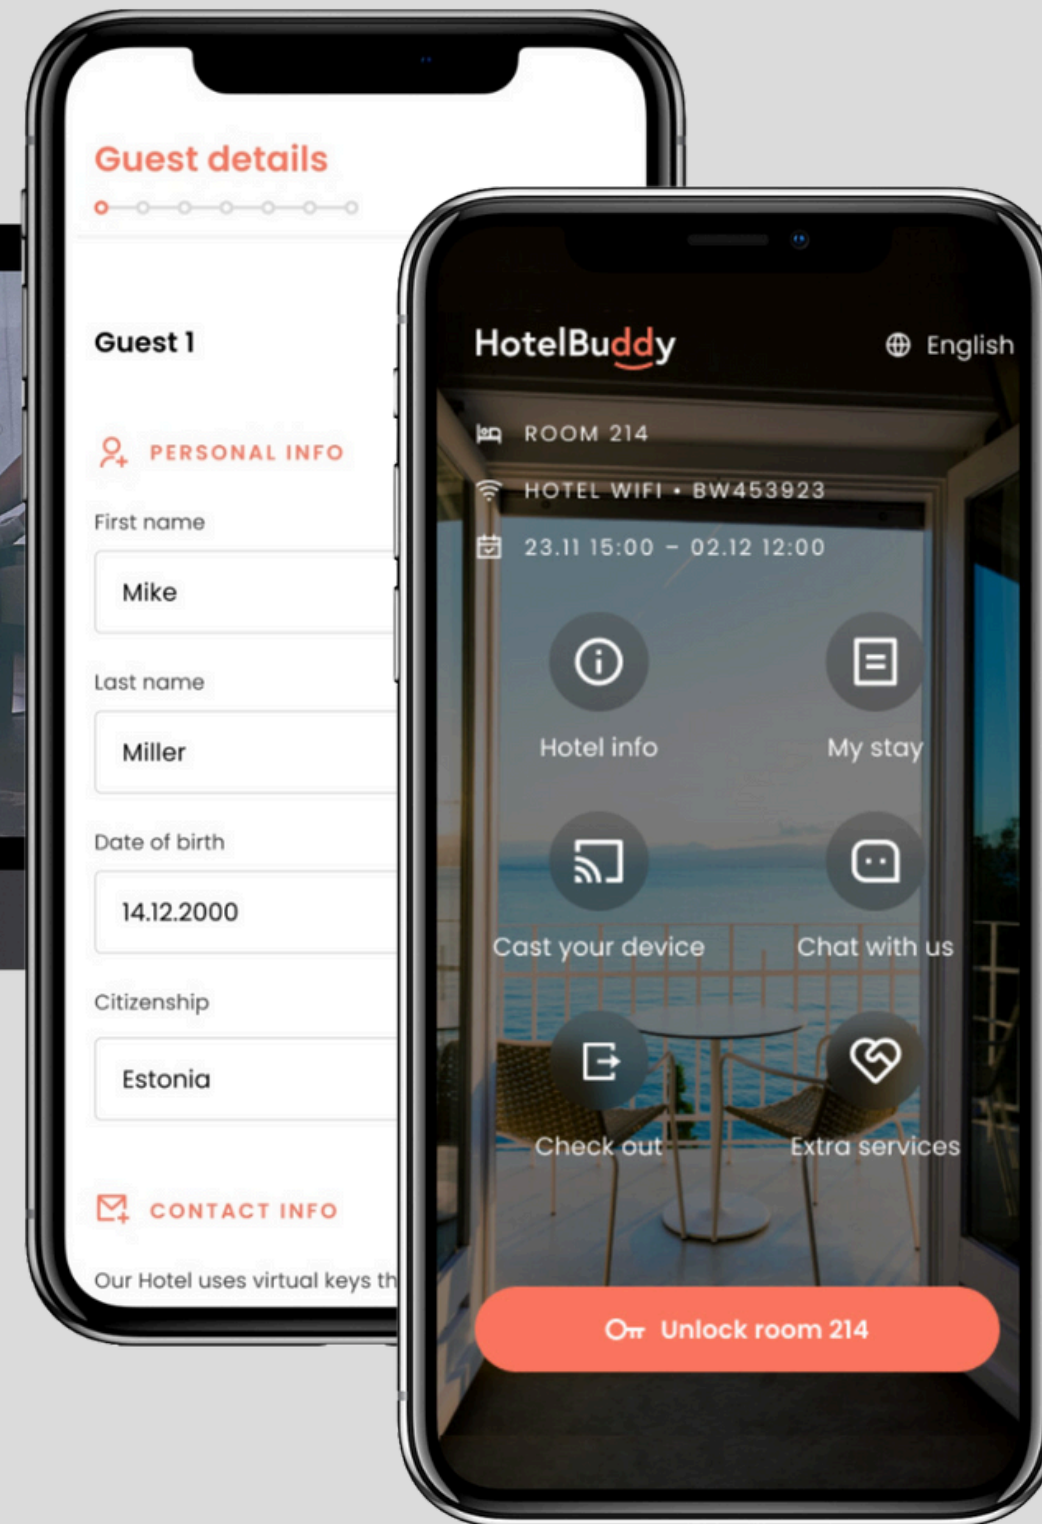 Guest details
Guest 1
PERSONAL INFO
First name
Mike
Last name
Miller
Date of birth
14.12.2000
Citizenship
Estonia
CONTACT INFO
Our Hotel uses virtual keys th
HotelBuddy
English
ROOM 214
HOTEL WIFI • BW453923
23.11 15:00 – 02.12 12:00
Hotel info
My stay
Cast your device
Chat with us
Check out
Extra services
Unlock room 214